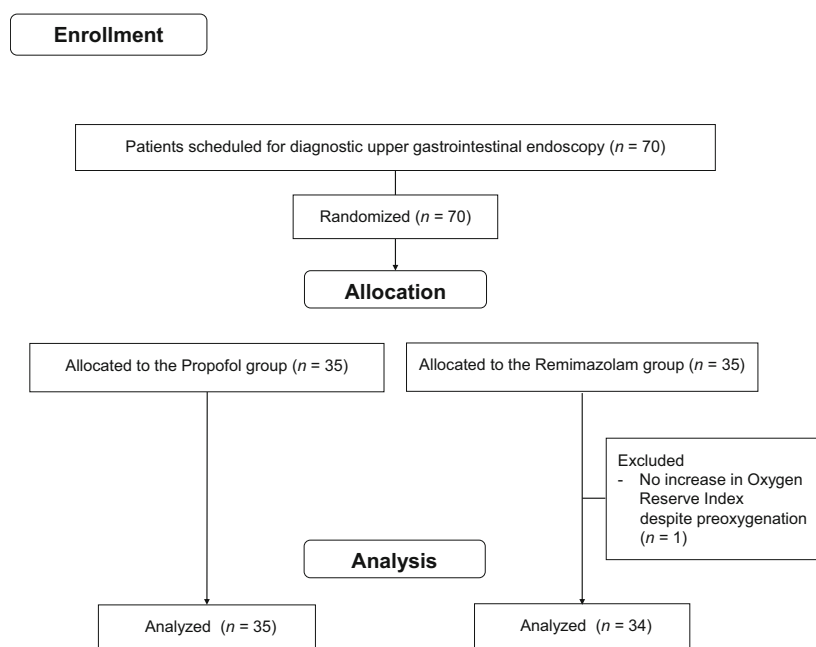 Enrollment
Patients scheduled for diagnostic upper gastrointestinal endoscopy (n = 70)
Randomized (n = 70)
Allocation
Allocated to the Propofol group (n = 35)
Allocated to the Remimazolam group (n = 35)
Excluded
- No increase in Oxygen
Reserve Index
despite preoxygenation
(n = 1)
Analysis
Analyzed (n = 35)
Analyzed (n = 34)